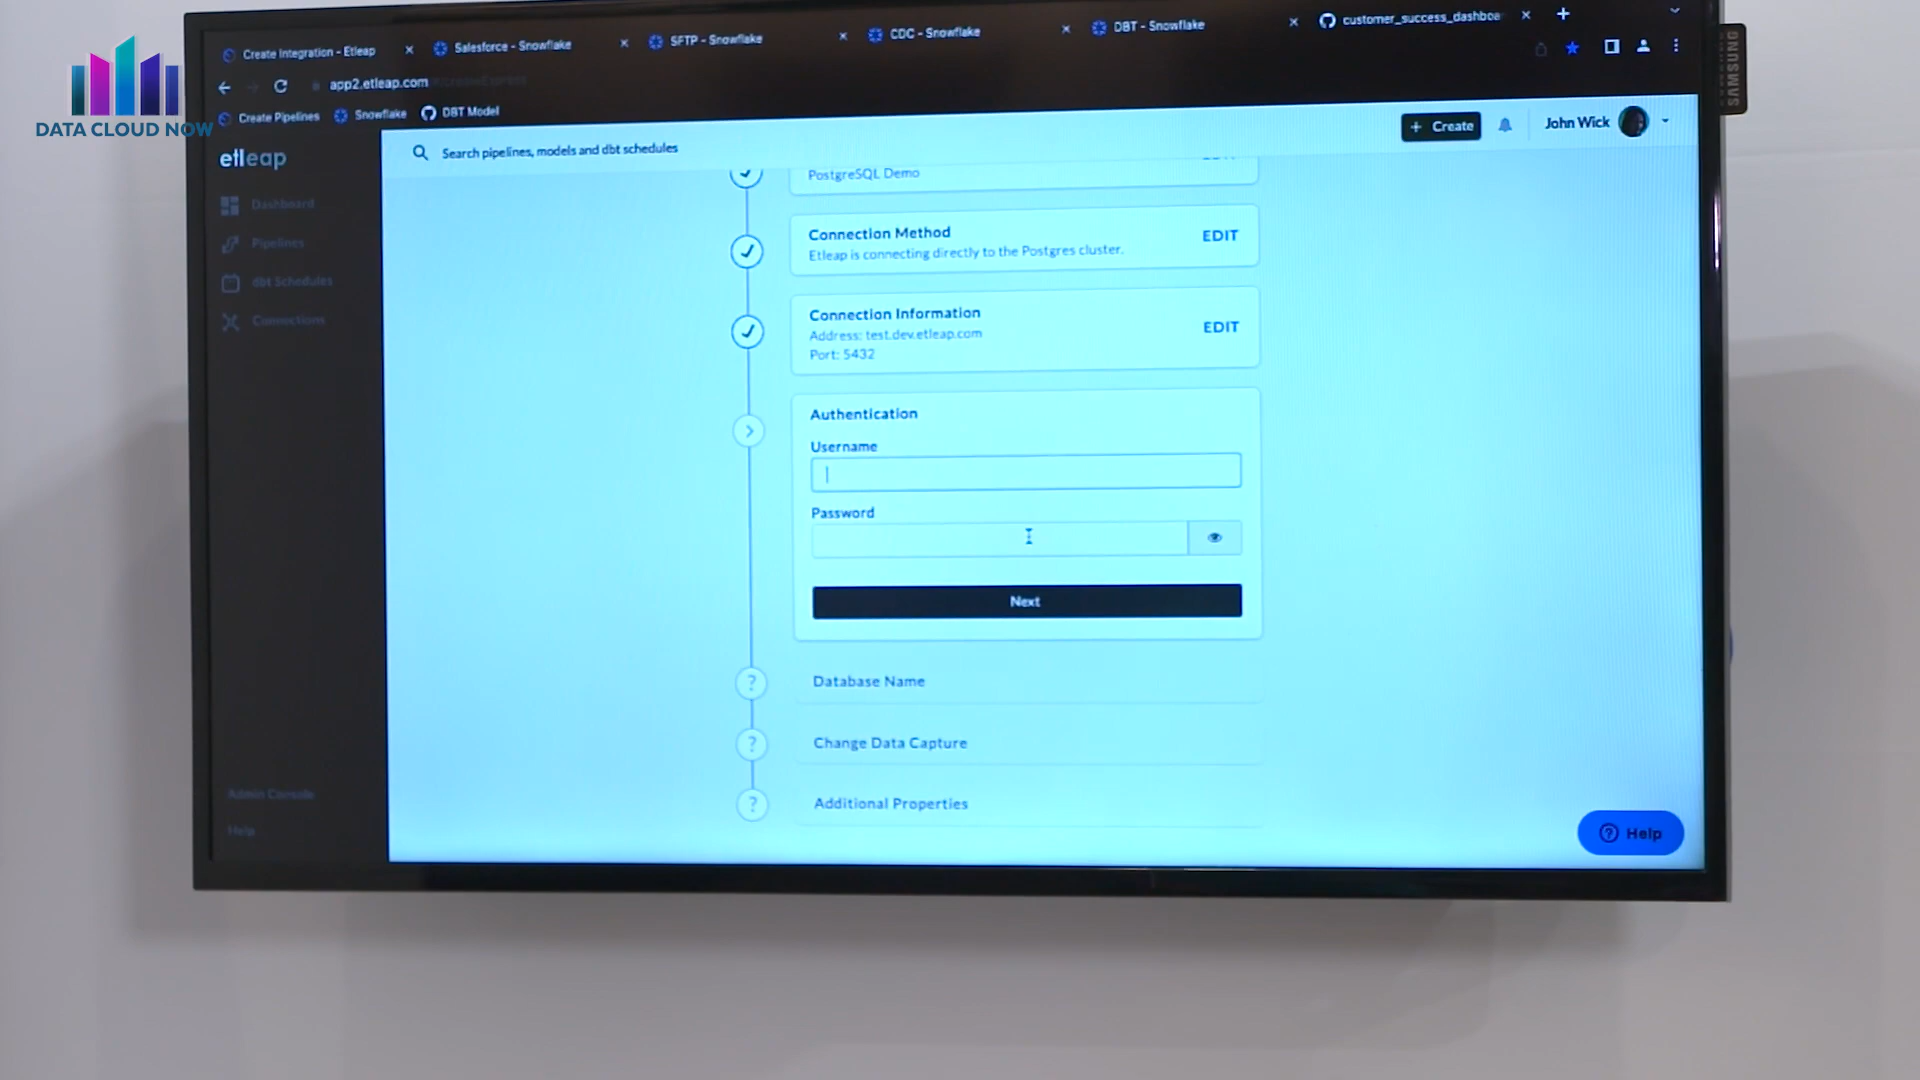 Create Integration - Etleap
Salesforce - Snowflake
SFTP - Snowflake
CDC - Snowflake
DBT - Snowflake
customer_success_dashboa
SAMSUNG
app2.etleap.com
Create Pipelines
Snowflake
DBT Model
DATA CLOUD NOW
etleap
Search pipelines, models and dbt schedules
+ Create
John Wick
Dashboard
Pipelines
dbt Schedules
Connections
PostgreSQL Demo
Connection Method
EDIT
Etleap is connecting directly to the Postgres cluster.
Connection Information
EDIT
Address: test.dev.etleap.com
Port: 5432
Authentication
Username
Password
Next
? Database Name
? Change Data Capture
? Additional Properties
Admin Console
Help
? Help